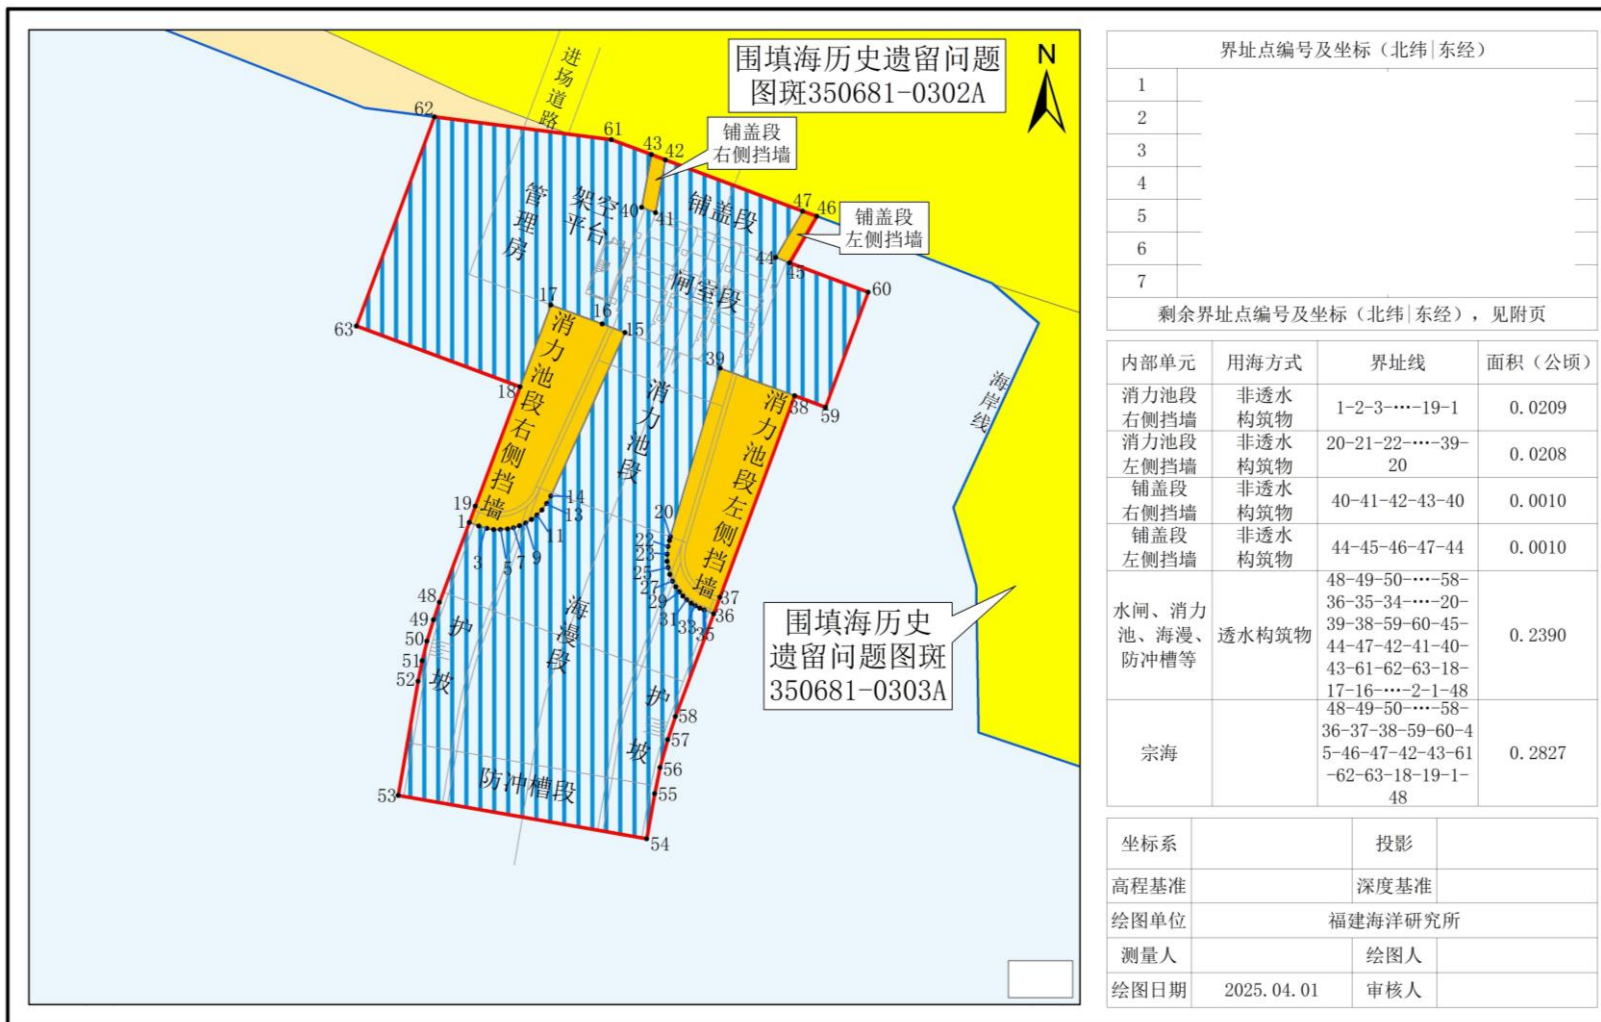 围填海历史遗留问题
图斑350681-0302A
N
进场道路
62
61
43
42
铺盖段
右侧挡墙
47
46
铺盖段
左侧挡墙
管理房
架空
平台
40
41
铺盖段
44
45
60
闸室段
17
16
15
63
39
38
59
18
消力池段右侧挡墙
消力池段
消力池段左侧挡墙
海岸线
19
1
3
5
7
9
11
13
14
20
22
23
25
27
29
31
33
35
36
37
48
49
50
51
52
护坡
海漫段
护坡
围填海历史
遗留问题图斑
350681-0303A
58
57
56
55
53
防冲槽段
54
界址点编号及坐标（北纬|东经）
1
2
3
4
5
6
7
剩余界址点编号及坐标（北纬|东经），见附页
内部单元 用海方式 界址线 面积（公顷）
消力池段
右侧挡墙 非透水
构筑物 1-2-3-…-19-1 0.0209
消力池段
左侧挡墙 非透水
构筑物 20-21-22-…-39-
20 0.0208
铺盖段
右侧挡墙 非透水
构筑物 40-41-42-43-40 0.0010
铺盖段
左侧挡墙 非透水
构筑物 44-45-46-47-44 0.0010
水闸、消力
池、海漫、
防冲槽等 透水构筑物 48-49-50-…-58-
36-35-34-…-20-
39-38-59-60-45-
44-47-42-41-40-
43-61-62-63-18-
17-16-…-2-1-48 0.2390
宗海 48-49-50-…-58-
36-37-38-59-60-4
5-46-47-42-43-61
-62-63-18-19-1-
48 0.2827
坐标系 投影
高程基准 深度基准
绘图单位 福建海洋研究所
测量人 绘图人
绘图日期 2025.04.01 审核人